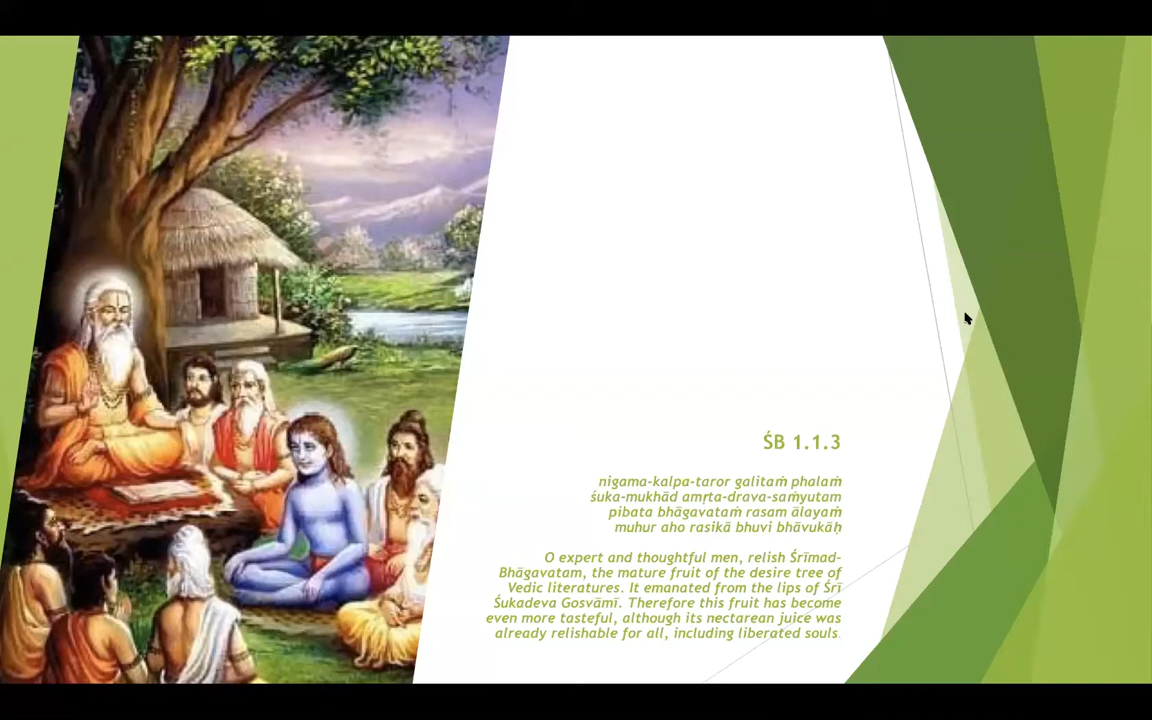 ŚB 1.1.3
nigama-kalpa-taror galitaṁ phalaṁ
śuka-mukhād amṛta-drava-saṁyutam
pibata bhāgavataṁ rasam ālayaṁ
muhur aho rasikā bhuvi bhāvukāḥ
O expert and thoughtful men, relish Śrīmad-
Bhāgavatam, the mature fruit of the desire tree of
Vedic literatures. It emanated from the lips of Śrī
Śukadeva Gosvāmī. Therefore this fruit has become
even more tasteful, although its nectarean juice was
already relishable for all, including liberated souls.